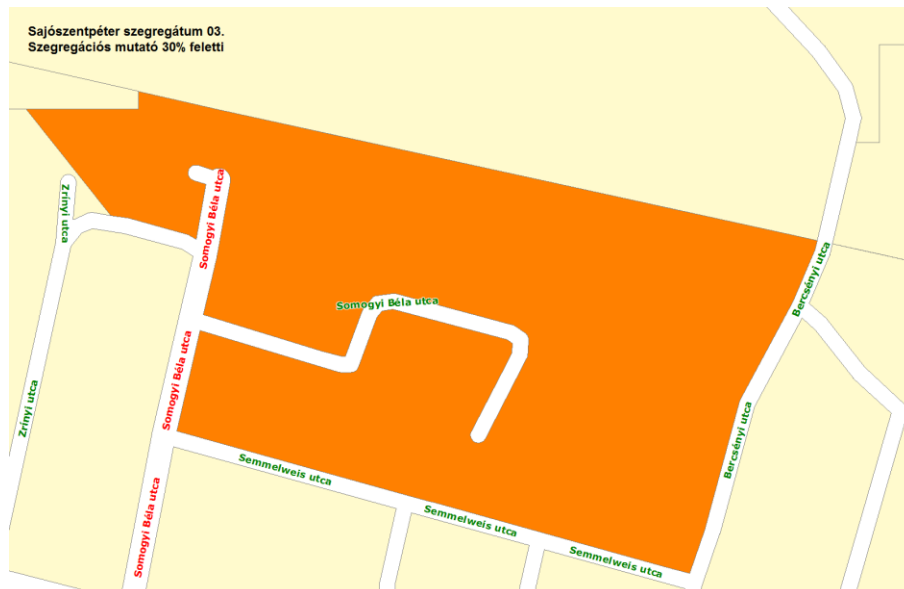 Sajószentpéter szegregátum 03.
Szegregációs mutató 30% feletti
Zrínyi utca
Somogyi Béla utca
Bercsényi utca
Somogyi Béla utca
Somogyi Béla utca
Zrínyi utca
Bercsényi utca
Semmelweis utca
Somogyi Béla utca
Semmelweis utca
Semmelweis utca